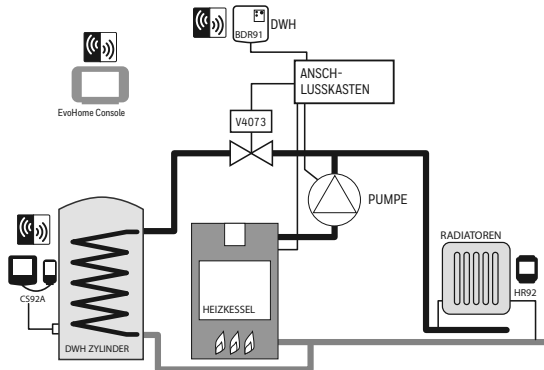 BDR91
DWH
ANSCH-
LUSSKASTEN
EvoHome Console
V4073
PUMPE
RADIATOREN
HR92
CS92A
HEIZKESSEL
DWH ZYLINDER